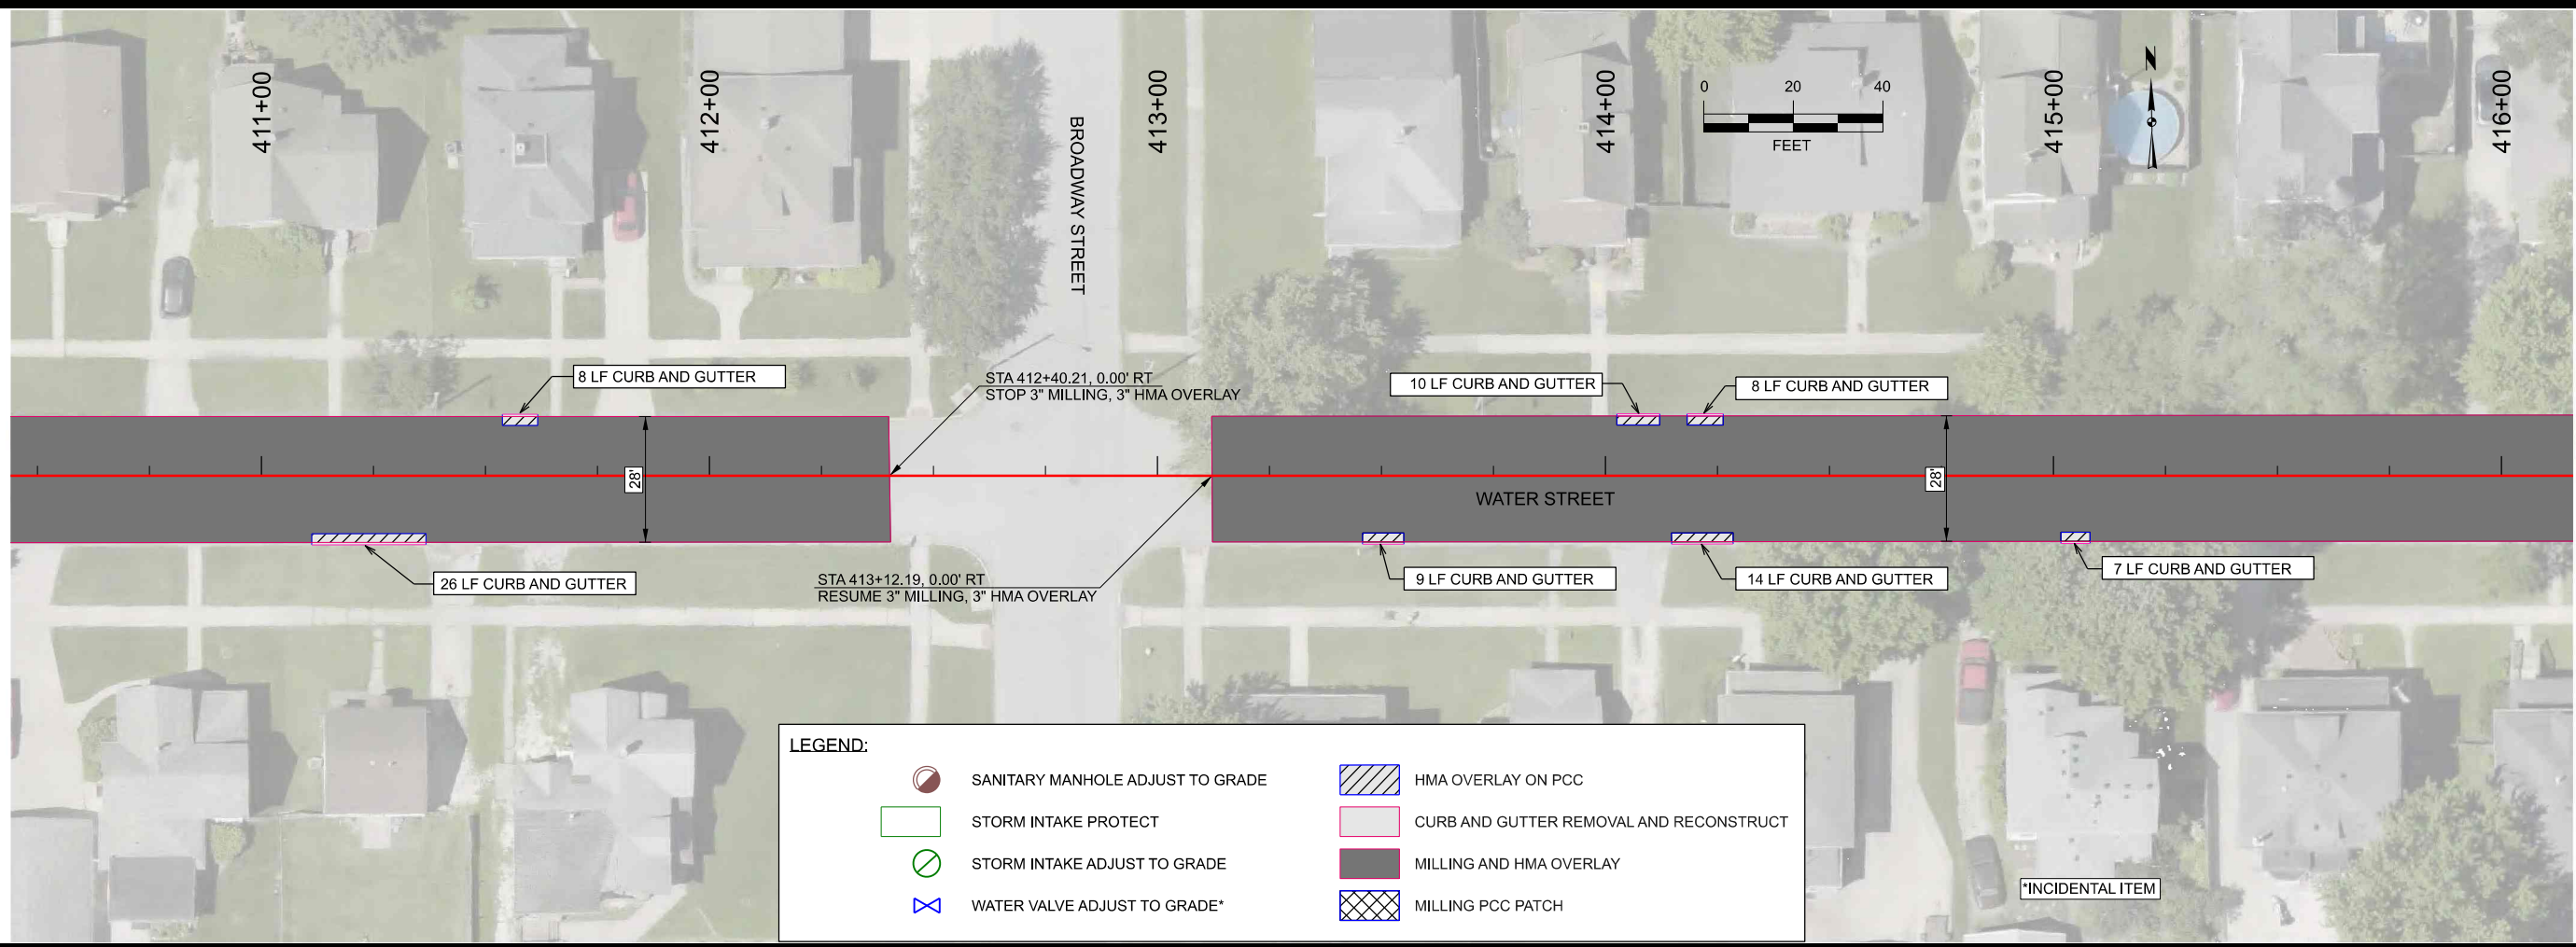 411+00
412+00
413+00
414+00
415+00
416+00
0 20 40
FEET
N
BROADWAY STREET
8 LF CURB AND GUTTER
STA 412+40.21, 0.00' RT
STOP 3" MILLING, 3" HMA OVERLAY
10 LF CURB AND GUTTER
8 LF CURB AND GUTTER
28'
28'
WATER STREET
26 LF CURB AND GUTTER
STA 413+12.19, 0.00' RT
RESUME 3" MILLING, 3" HMA OVERLAY
9 LF CURB AND GUTTER
14 LF CURB AND GUTTER
7 LF CURB AND GUTTER
LEGEND:
SANITARY MANHOLE ADJUST TO GRADE
STORM INTAKE PROTECT
STORM INTAKE ADJUST TO GRADE
WATER VALVE ADJUST TO GRADE*
HMA OVERLAY ON PCC
CURB AND GUTTER REMOVAL AND RECONSTRUCT
MILLING AND HMA OVERLAY
MILLING PCC PATCH
*INCIDENTAL ITEM